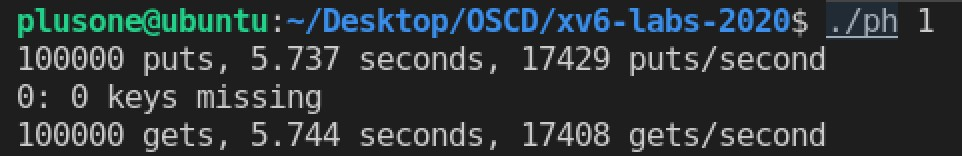 plusone@ubuntu:~/Desktop/OSCD/xv6-labs-2020$ ./ph 1
100000 puts, 5.737 seconds, 17429 puts/second
0: 0 keys missing
100000 gets, 5.744 seconds, 17408 gets/second